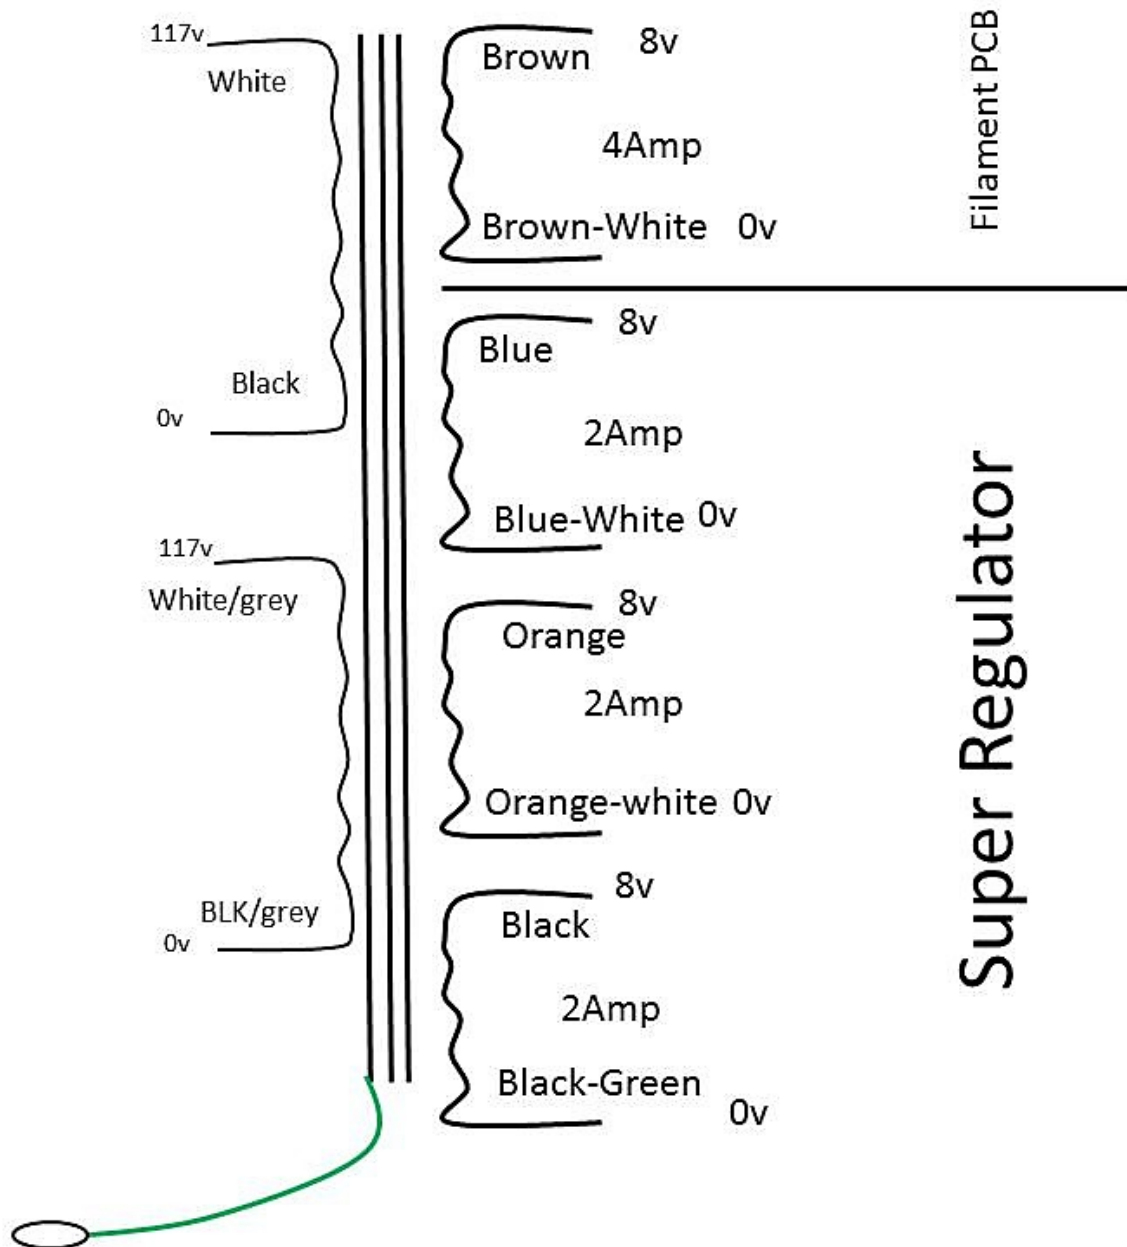 117v
White
Black
0v
117v
White/grey
BLK/grey
0v
Brown
8v
4Amp
Brown-White 0v
Filament PCB
8v
Blue
2Amp
Blue-White 0v
8v
Orange
2Amp
Orange-white 0v
8v
Black
2Amp
Black-Green
0v
Super Regulator